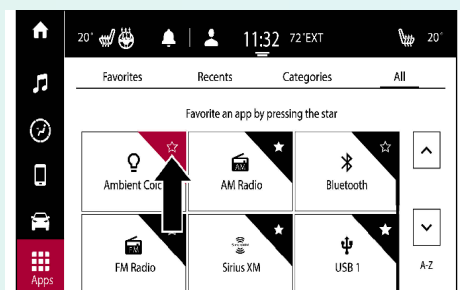 20° 11:32 72°EXT 20°
Favorites Recents Categories All
Favorite an app by pressing the star
Ambient AM Radio Bluetooth
AM
FM Radio Sirius XM USB 1 A-Z
FM
Apps